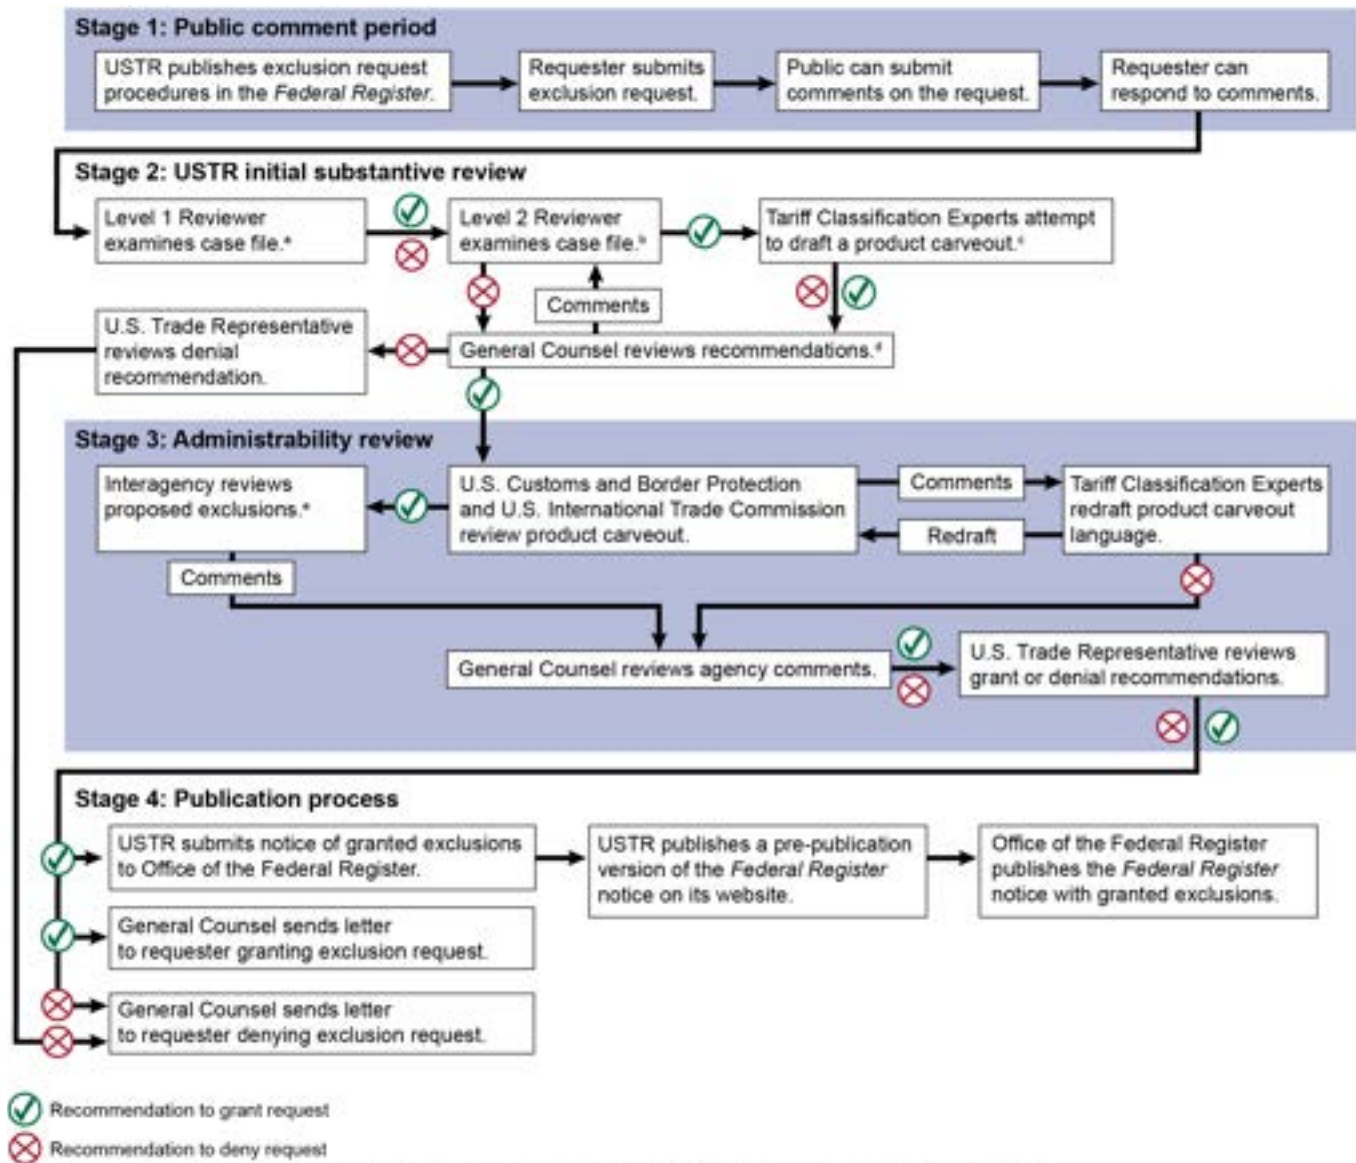 Stage 1: Public comment period
USTR publishes exclusion request
procedures in the Federal Register.
Requester submits
exclusion request.
Public can submit
comments on the request.
Requester can
respond to comments.
Stage 2: USTR initial substantive review
Level 1 Reviewer
examines case file.ᵃ
Level 2 Reviewer
examines case file.ᵇ
Tariff Classification Experts attempt
to draft a product carveout.ᶜ
Comments
U.S. Trade Representative
reviews denial
recommendation.
General Counsel reviews recommendations.ᵈ
Stage 3: Administrability review
Interagency reviews
proposed exclusions.ᵉ
U.S. Customs and Border Protection
and U.S. International Trade Commission
review product carveout.
Comments
Redraft
Tariff Classification Experts
redraft product carveout
language.
Comments
General Counsel reviews agency comments.
U.S. Trade Representative reviews
grant or denial recommendations.
Stage 4: Publication process
USTR submits notice of granted exclusions
to Office of the Federal Register.
USTR publishes a pre-publication
version of the Federal Register
notice on its website.
Office of the Federal Register
publishes the Federal Register
notice with granted exclusions.
General Counsel sends letter
to requester granting exclusion request.
General Counsel sends letter
to requester denying exclusion request.
Recommendation to grant request
Recommendation to deny request